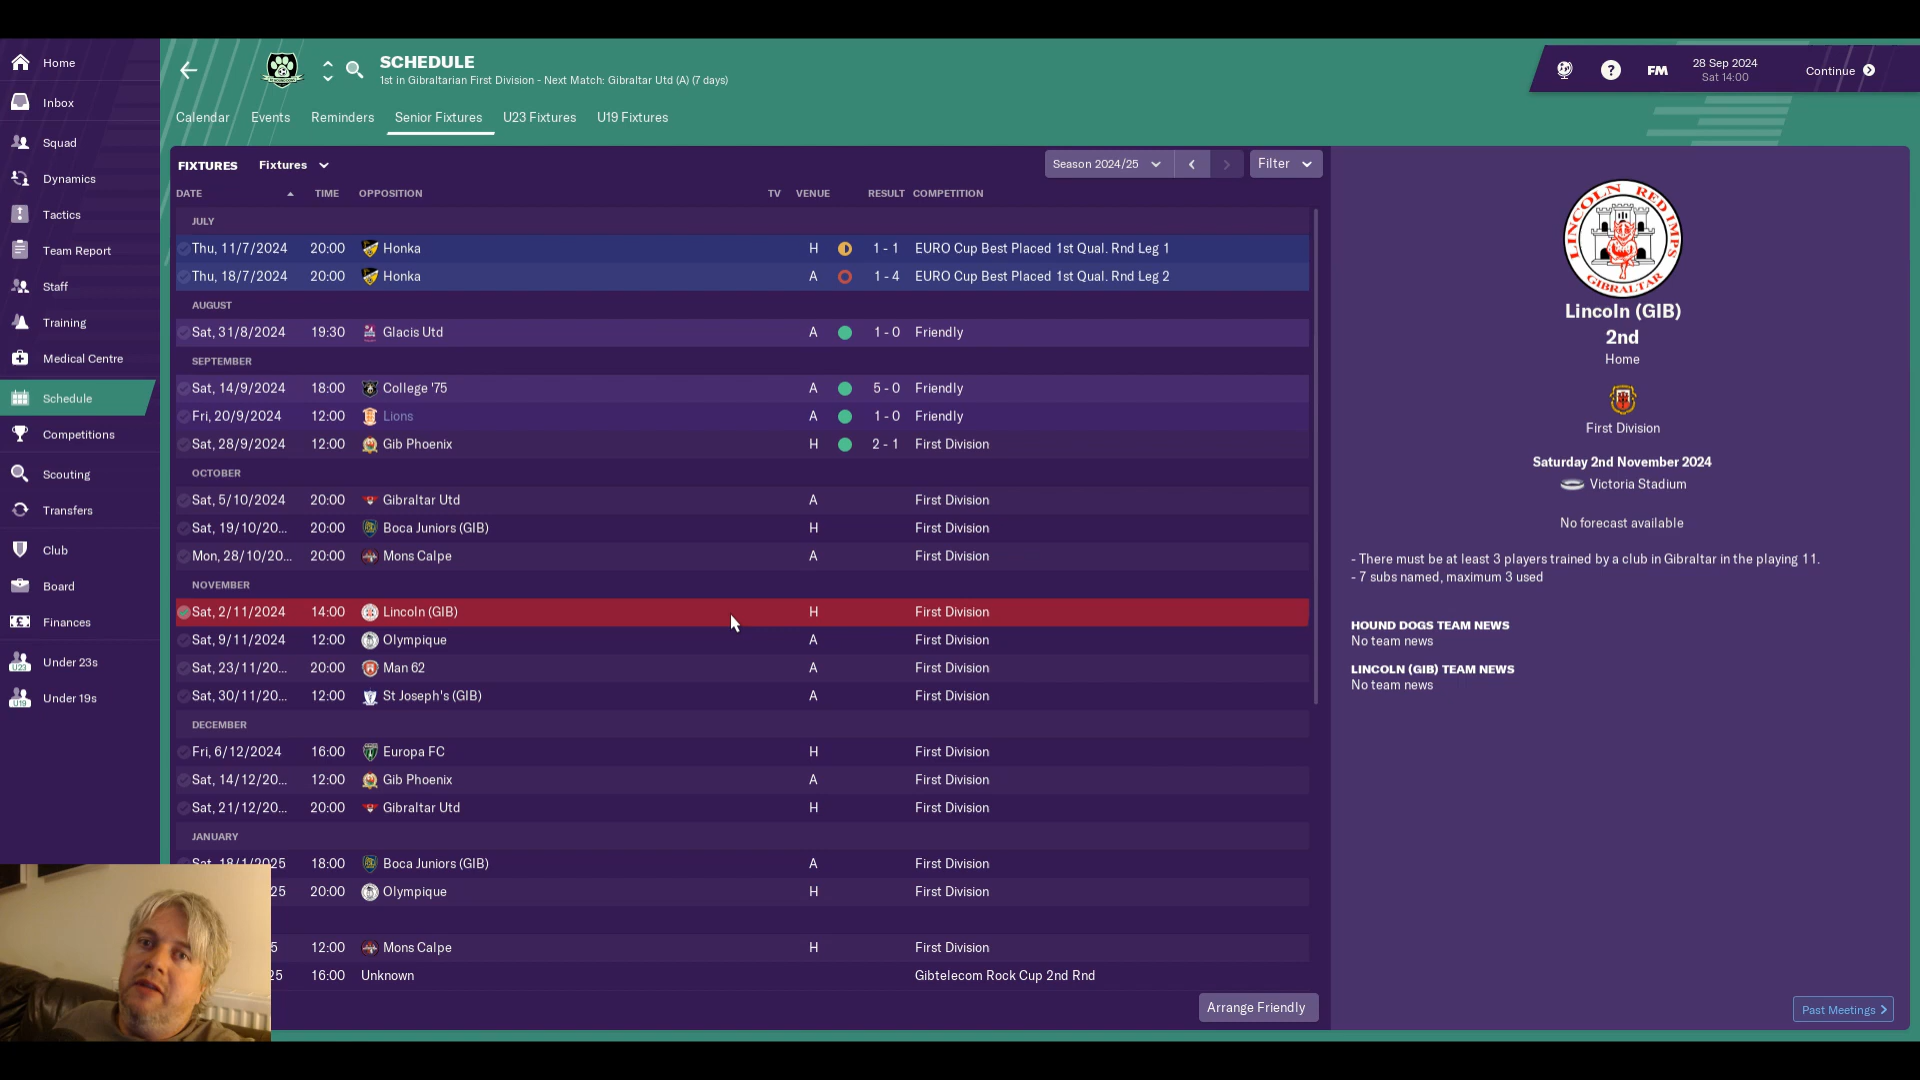 Home
Inbox
Squad
Dynamics
Tactics
Team Report
Staff
Training
Medical Centre
Schedule
Competitions
Scouting
Transfers
Club
Board
Finances
U23
Under 23s
U19
Under 19s
SCHEDULE
1st in Gibraltarian First Division - Next Match: Gibraltar Utd (A) (7 days)
FM
28 Sep 2024
Sat 14:00
Continue
Calendar Events Reminders Senior Fixtures U23 Fixtures U19 Fixtures
FIXTURES Fixtures Season 2024/25 Filter
DATE TIME OPPOSITION TV VENUE RESULT COMPETITION
JULY
Thu, 11/7/2024 20:00 Honka H 1 - 1 EURO Cup Best Placed 1st Qual. Rnd Leg 1
Thu, 18/7/2024 20:00 Honka A 1 - 4 EURO Cup Best Placed 1st Qual. Rnd Leg 2
AUGUST
Sat, 31/8/2024 19:30 Glacis Utd A 1 - 0 Friendly
SEPTEMBER
Sat, 14/9/2024 18:00 College '75 A 5 - 0 Friendly
Fri, 20/9/2024 12:00 Lions A 1 - 0 Friendly
Sat, 28/9/2024 12:00 Gib Phoenix H 2 - 1 First Division
OCTOBER
Sat, 5/10/2024 20:00 Gibraltar Utd A First Division
Sat, 19/10/20... 20:00 Boca Juniors (GIB) H First Division
Mon, 28/10/20... 20:00 Mons Calpe A First Division
NOVEMBER
Sat, 2/11/2024 14:00 Lincoln (GIB) H First Division
Sat, 9/11/2024 12:00 Olympique A First Division
Sat, 23/11/20... 20:00 Man 62 A First Division
Sat, 30/11/20... 12:00 St Joseph's (GIB) A First Division
DECEMBER
Fri, 6/12/2024 16:00 Europa FC H First Division
Sat, 14/12/20... 12:00 Gib Phoenix A First Division
Sat, 21/12/20... 20:00 Gibraltar Utd H First Division
JANUARY
Sat, 18/1/2025 18:00 Boca Juniors (GIB) A First Division
25 20:00 Olympique H First Division
5 12:00 Mons Calpe H First Division
25 16:00 Unknown Gibtelecom Rock Cup 2nd Rnd
Arrange Friendly
LINCOLN RED IMPS
GIBRALTAR
Lincoln (GIB)
2nd
Home
First Division
Saturday 2nd November 2024
Victoria Stadium
No forecast available
- There must be at least 3 players trained by a club in Gibraltar in the playing 11.
- 7 subs named, maximum 3 used
HOUND DOGS TEAM NEWS
No team news
LINCOLN (GIB) TEAM NEWS
No team news
Past Meetings